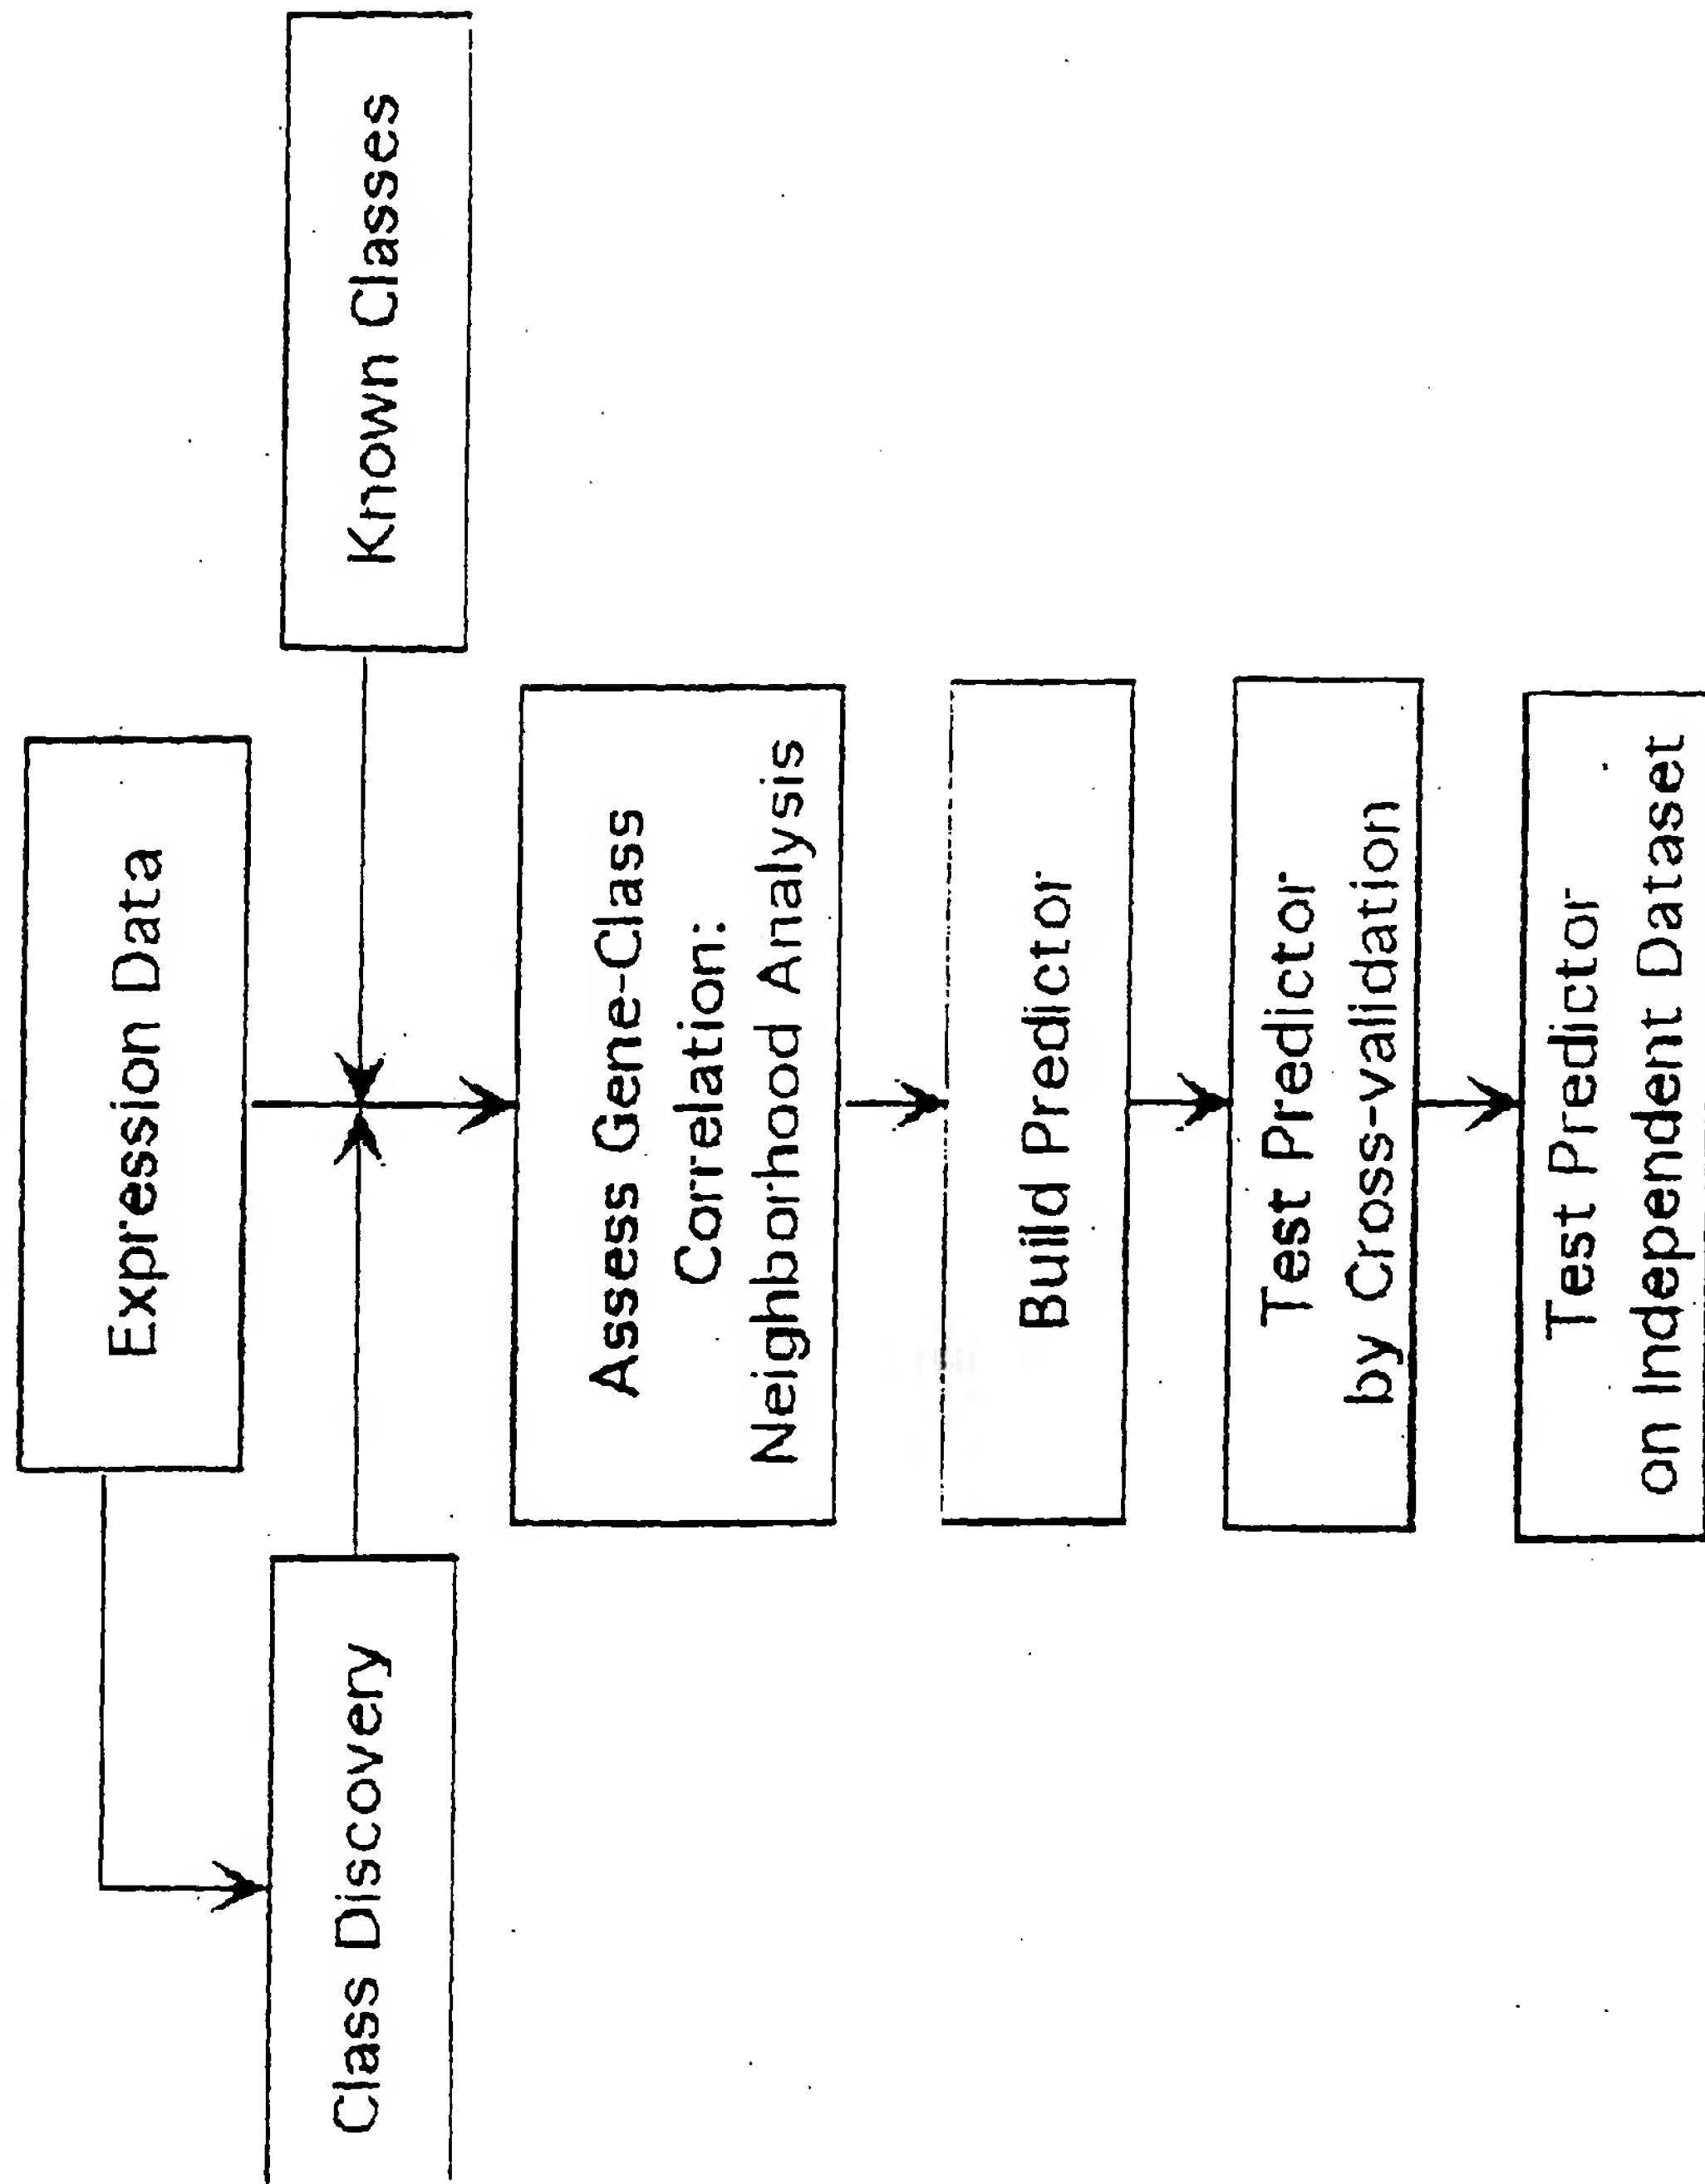 Expression Data
Class Discovery
Known Classes
Assess Gene-Class
Correlation:
Neighborhood Analysis
Build Predictor
Test Predictor
by Cross-validation
Test Predictor
on Independent Dataset